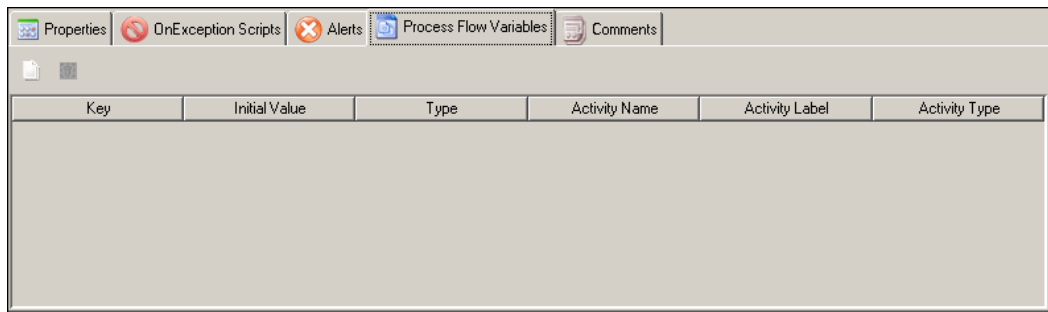 Properties OnException Scripts Alerts Process Flow Variables Comments
Key Initial Value Type Activity Name Activity Label Activity Type